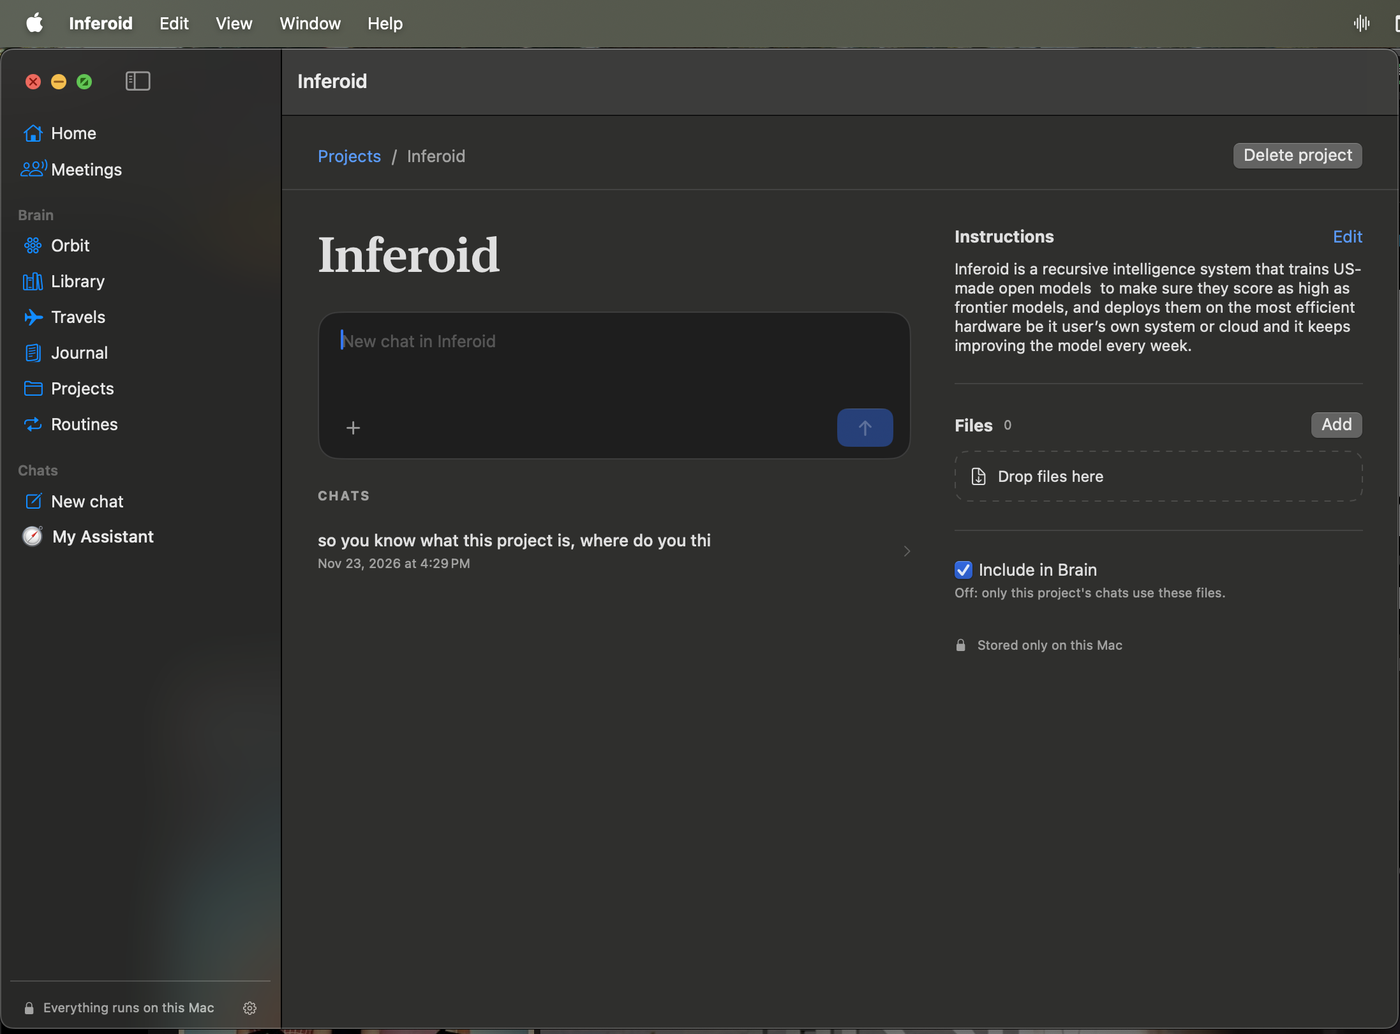 Inferoid Edit View Window Help
Inferoid
Home
Meetings
Brain
Orbit
Library
Travels
Journal
Projects
Routines
Chats
New chat
My Assistant
Everything runs on this Mac
Projects / Inferoid
Delete project
Inferoid
New chat in Inferoid
CHATS
so you know what this project is, where do you thi
Nov 23, 2026 at 4:29 PM
Instructions
Edit
Inferoid is a recursive intelligence system that trains US-
made open models  to make sure they score as high as
frontier models, and deploys them on the most efficient
hardware be it user’s own system or cloud and it keeps
improving the model every week.
Files 0
Add
Drop files here
Include in Brain
Off: only this project's chats use these files.
Stored only on this Mac